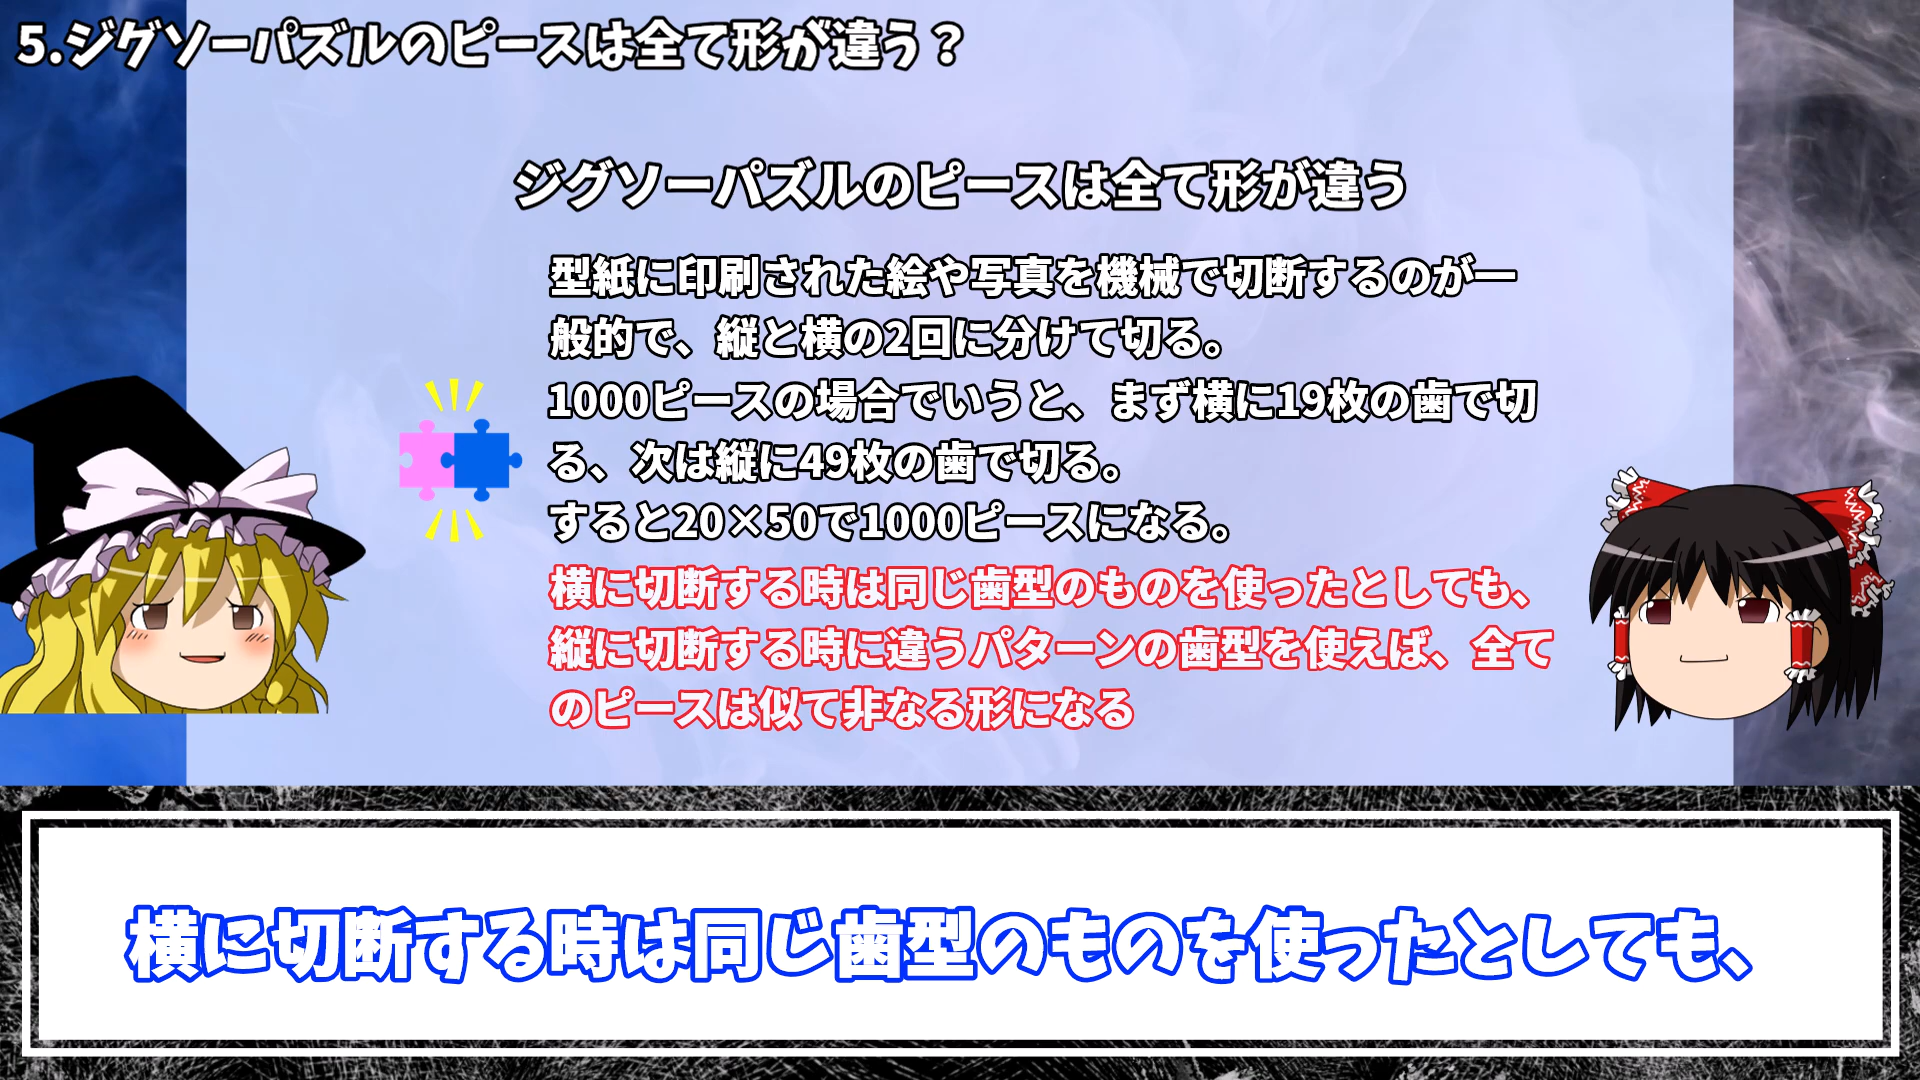 5.ジグソーパズルのピースは全て形が違う?
ジグソーパズルのピースは全て形が違う
型紙に印刷された絵や写真を機械で切断するのが一
般的で、縦と横の2回に分けて切る。
1000ピースの場合でいうと、まず横に19枚の歯で切
る、次は縦に49枚の歯で切る。
すると20×50で1000ピースになる。
横に切断する時は同じ歯型のものを使ったとしても、
縦に切断する時に違うパターンの歯型を使えば、全て
のピースは似て非なる形になる
横に切断する時は同じ歯型のものを使ったとしても、